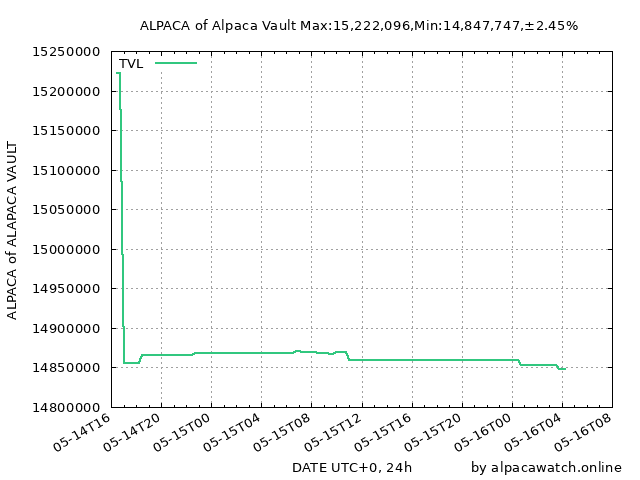 ALPACA of Alpaca Vault Max:15,222,096,Min:14,847,747,±2.45%
TVL
ALPACA of ALAPACA VAULT
15250000
15200000
15150000
15100000
15050000
15000000
14950000
14900000
14850000
14800000
05-14T16
05-14T20
05-15T00
05-15T04
05-15T08
05-15T12
05-15T16
05-15T20
05-16T00
05-16T04
05-16T08
DATE UTC+0, 24h
by alpacawatch.online